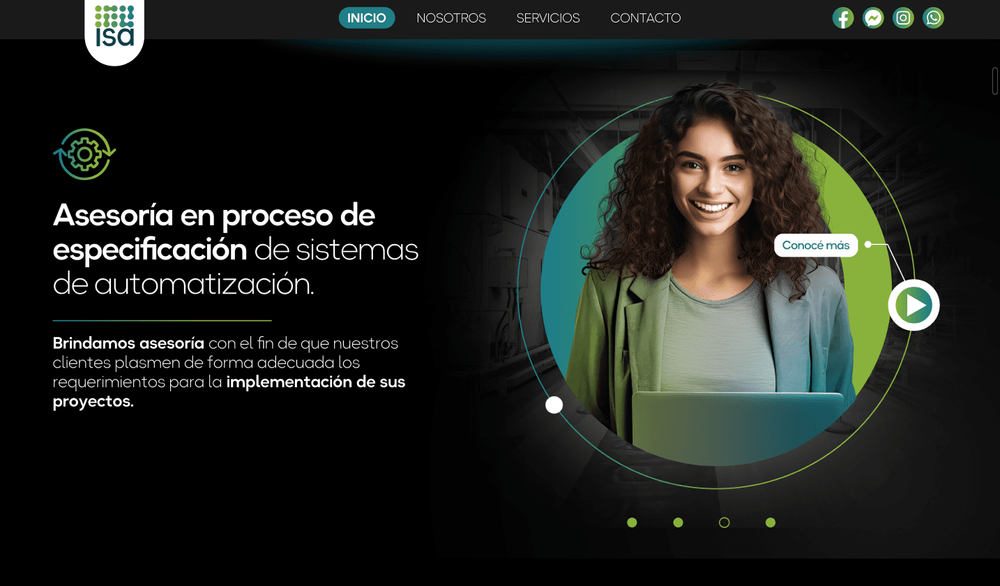 isa
INICIO
NOSOTROS
SERVICIOS
CONTACTO
Asesoría en proceso de
especificación de sistemas
de automatización.
Brindamos asesoría con el fin de que nuestros
clientes plasmen de forma adecuada los
requerimientos para la implementación de sus
proyectos.
Conocé más